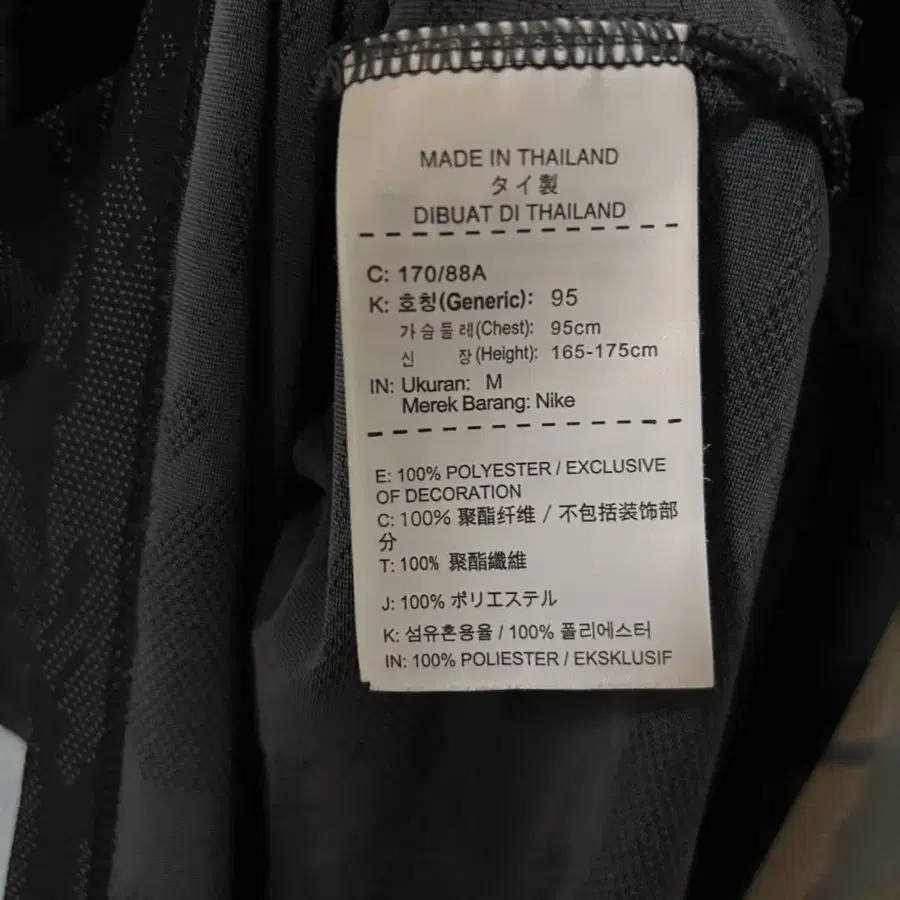 MADE IN THAILAND
タイ製
DIBUAT DI THAILAND
C: 170/88A
K: 호칭(Generic): 95
가슴둘레(Chest): 95cm
신 장(Height): 165-175cm
IN: Ukuran: M
Merek Barang: Nike
E: 100% POLYESTER / EXCLUSIVE
OF DECORATION
C: 100% 聚酯纤维 / 不包括装饰部
分
T: 100% 聚酯纖維
J: 100% ポリエステル
K: 섬유혼용율 / 100% 폴리에스터
IN: 100% POLIESTER / EKSKLUSIF